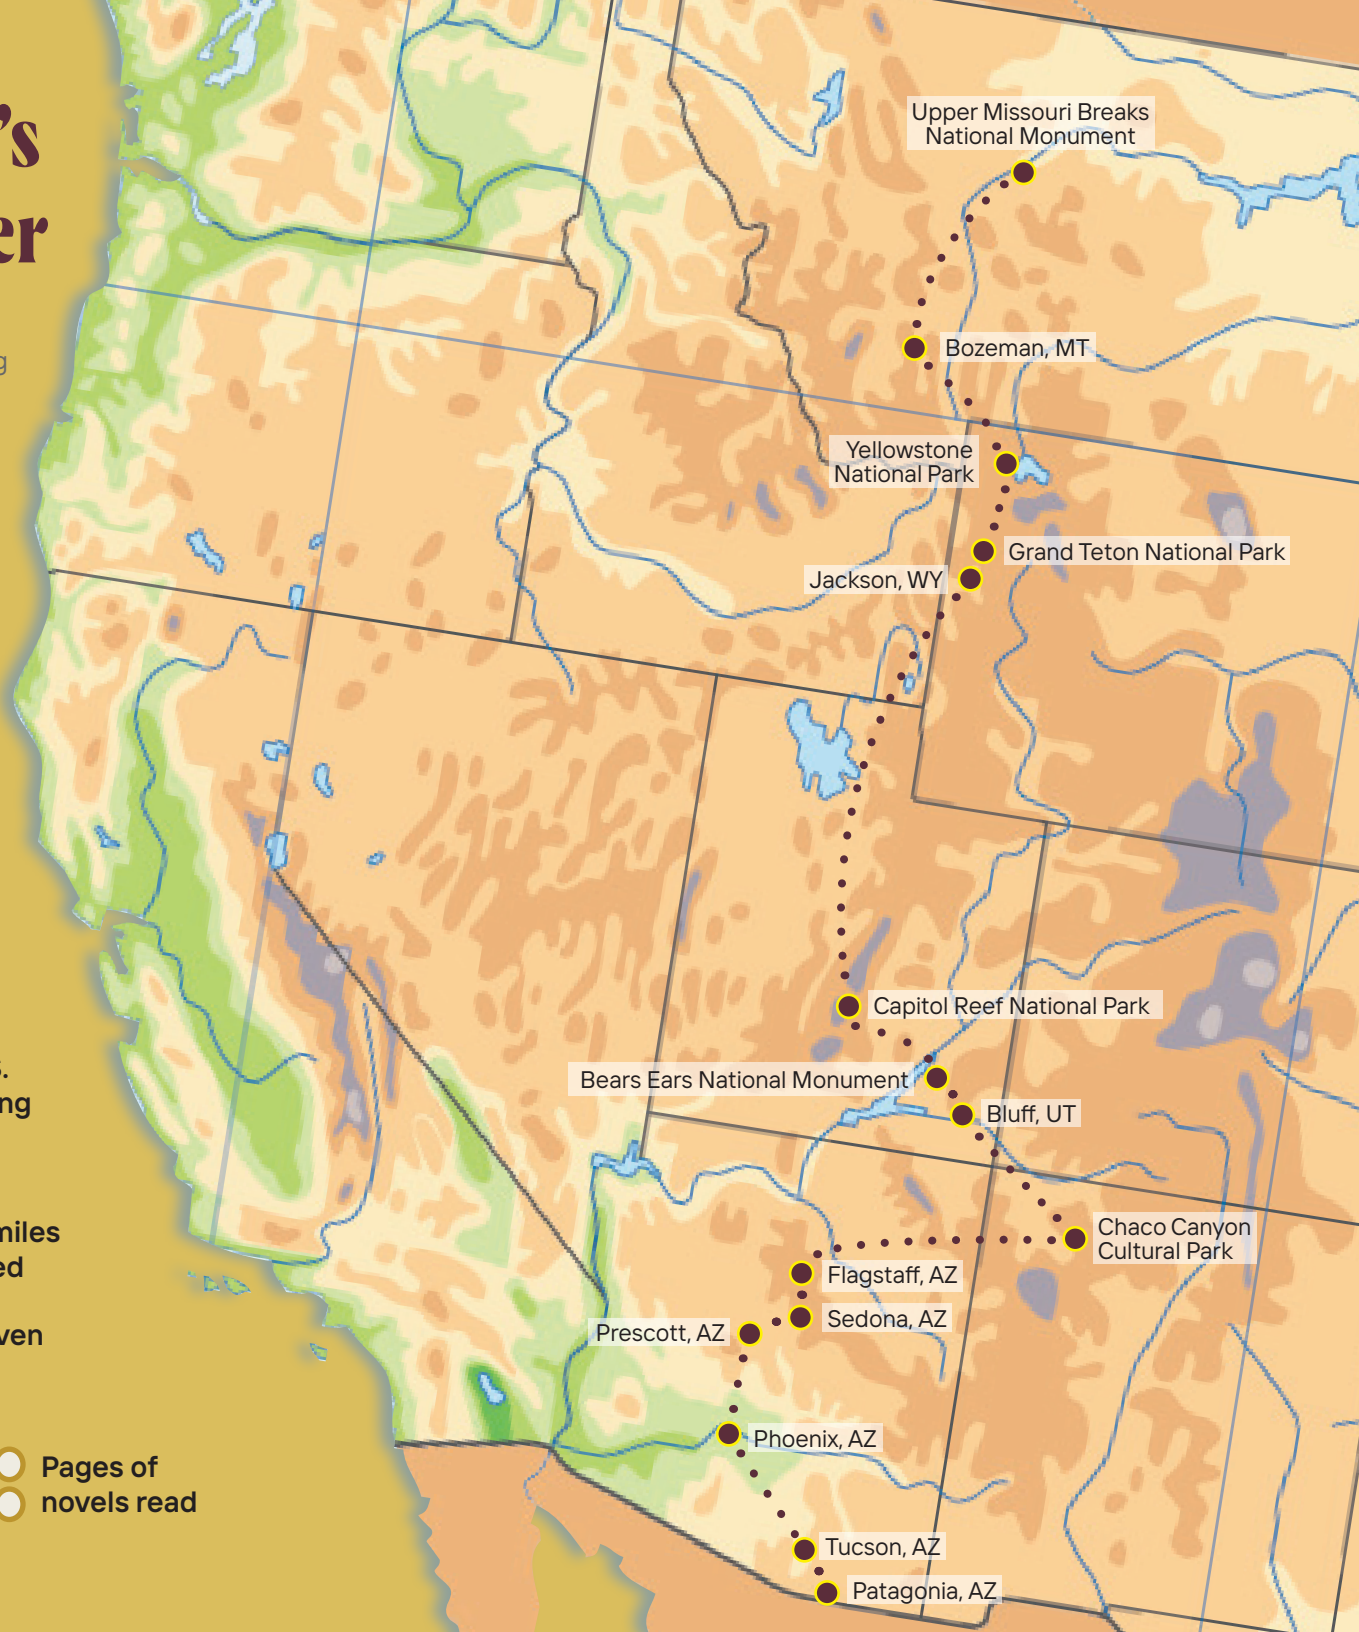 's
er
g
s.
ng
miles
ed
ven
Pages of
novels read
Upper Missouri Breaks
National Monument
Bozeman, MT
Yellowstone
National Park
Grand Teton National Park
Jackson, WY
Capitol Reef National Park
Bears Ears National Monument
Bluff, UT
Chaco Canyon
Cultural Park
Flagstaff, AZ
Sedona, AZ
Prescott, AZ
Phoenix, AZ
Tucson, AZ
Patagonia, AZ